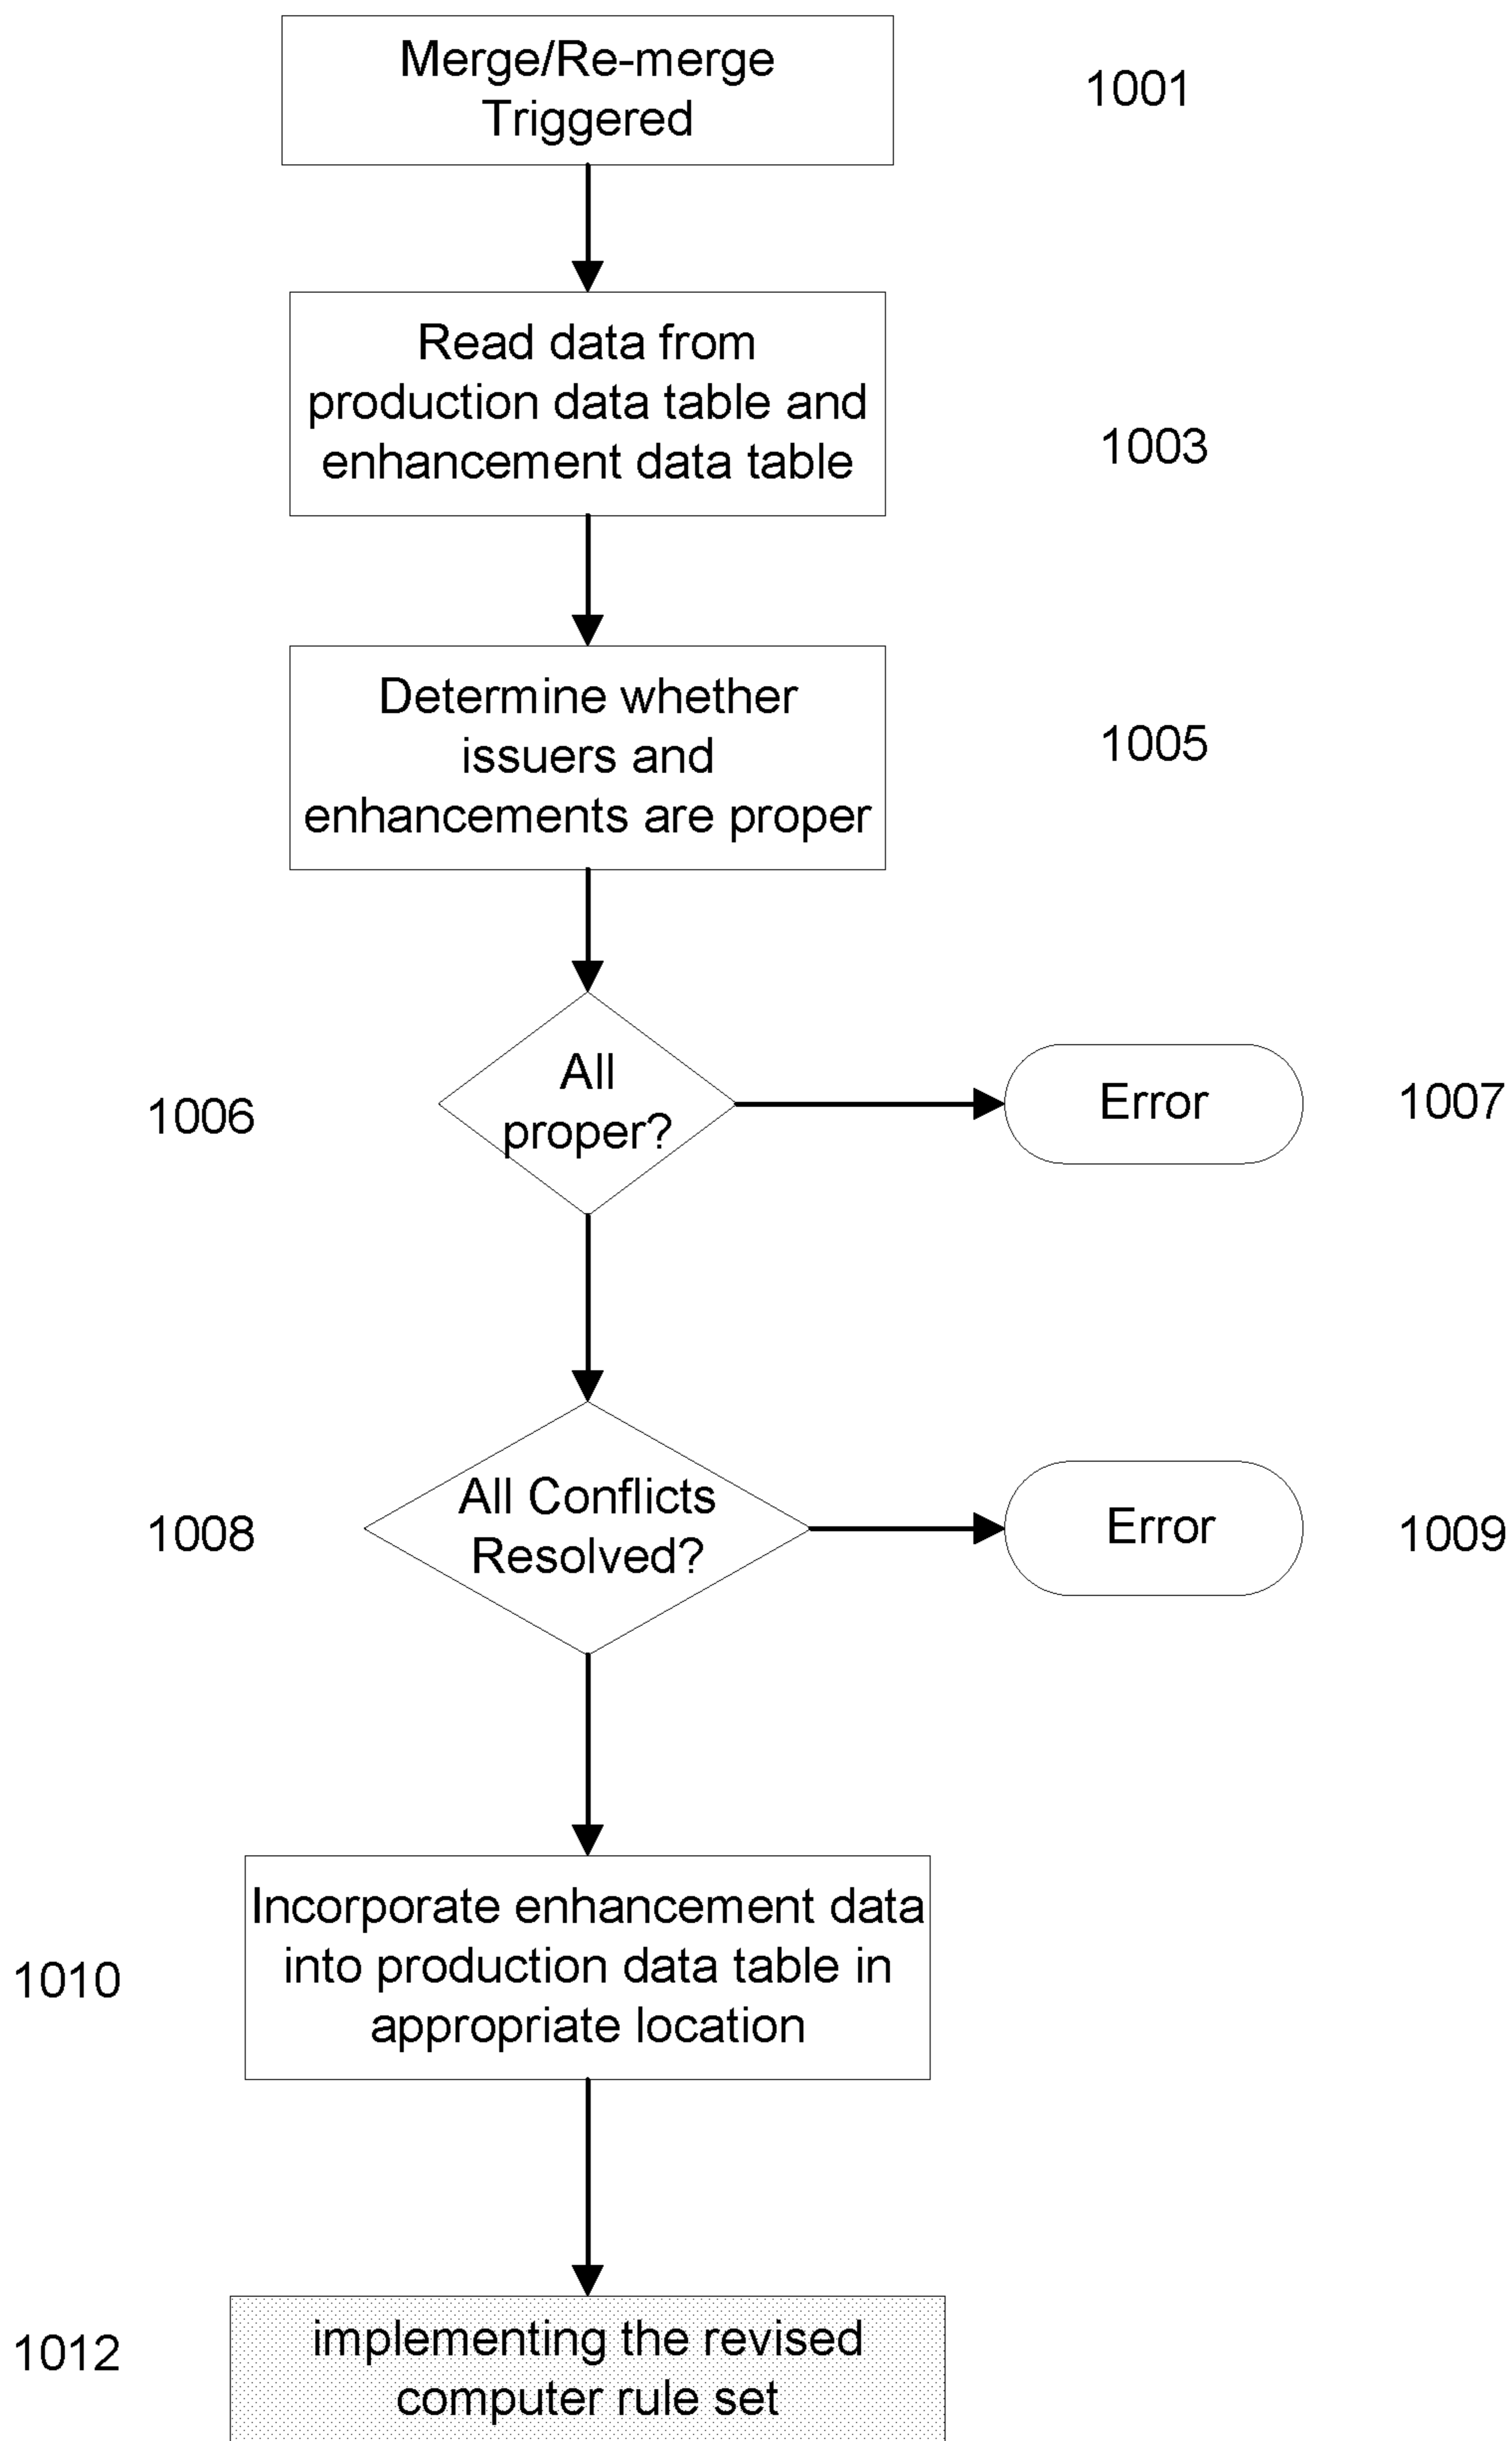 Merge/Re-merge
Triggered
1001
Read data from
production data table and
enhancement data table
1003
Determine whether
issuers and
enhancements are proper
1005
1006
All
proper?
Error
1007
1008
All Conflicts
Resolved?
Error
1009
1010
Incorporate enhancement data
into production data table in
appropriate location
1012
implementing the revised
computer rule set